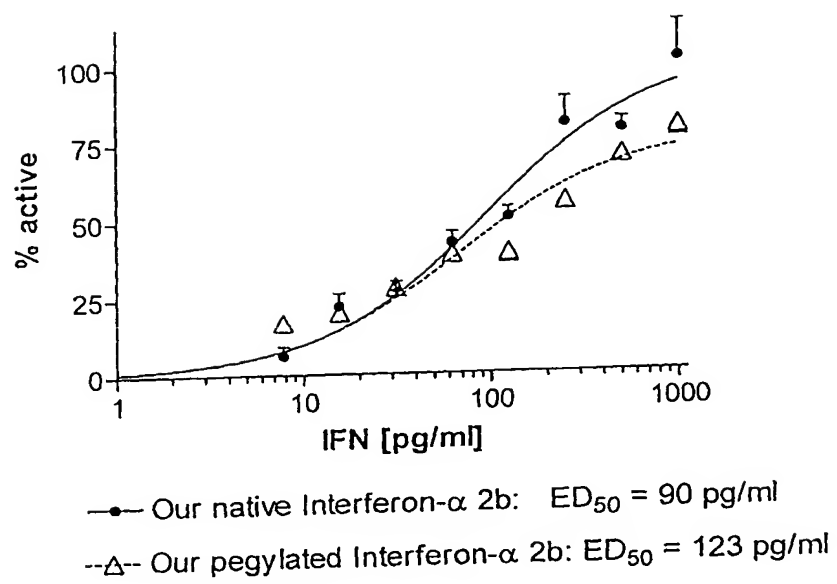 100
75
50
25
0
% active
1 10 100 1000
IFN [pg/ml]
Our native Interferon-α 2b: ED50 = 90 pg/ml
Our pegylated Interferon-α 2b: ED50 = 123 pg/ml